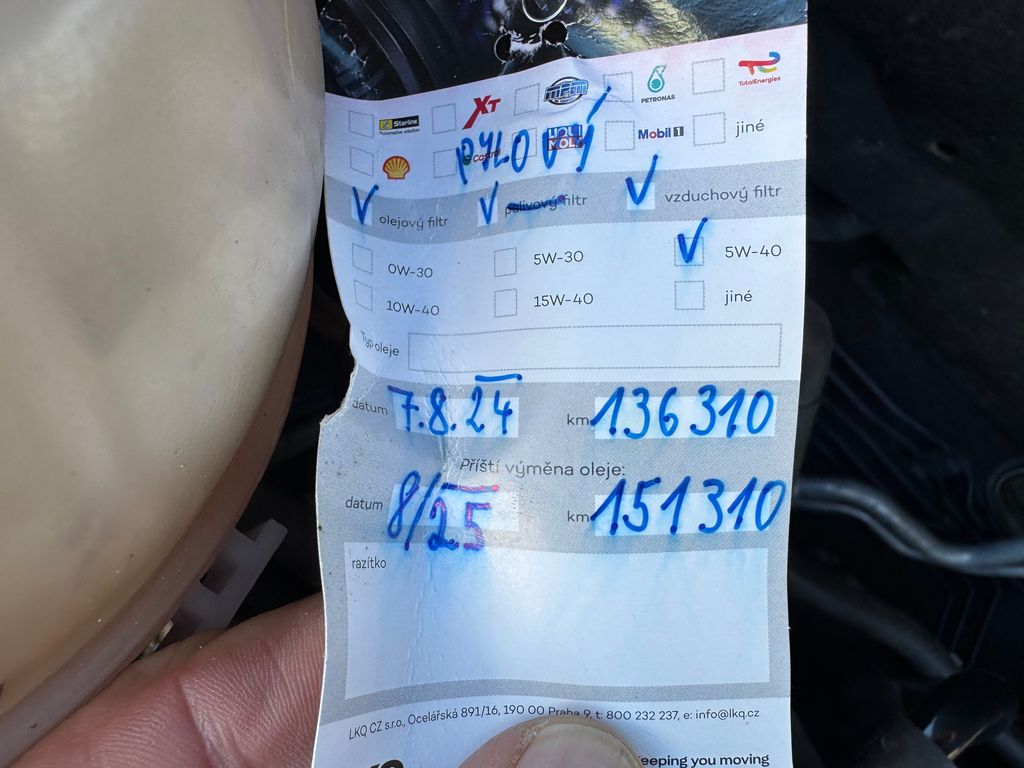 XT MPM PETRONAS TotalEnergies
Starline
Automotive solution
Castrol LIQUI MOLY Mobil 1 jiné
PYLOVÝ
olejový filtr palivový filtr vzduchový filtr
0W-30 5W-30 5W-40
10W-40 15W-40 jiné
Typ oleje
datum 7.8.24 km 136310
Příští výměna oleje:
datum 8/25 km 151310
razítko
LKQ CZ s.r.o., Ocelářská 891/16, 190 00 Praha 9, t: 800 232 237, e: info@lkq.cz
eeping you moving